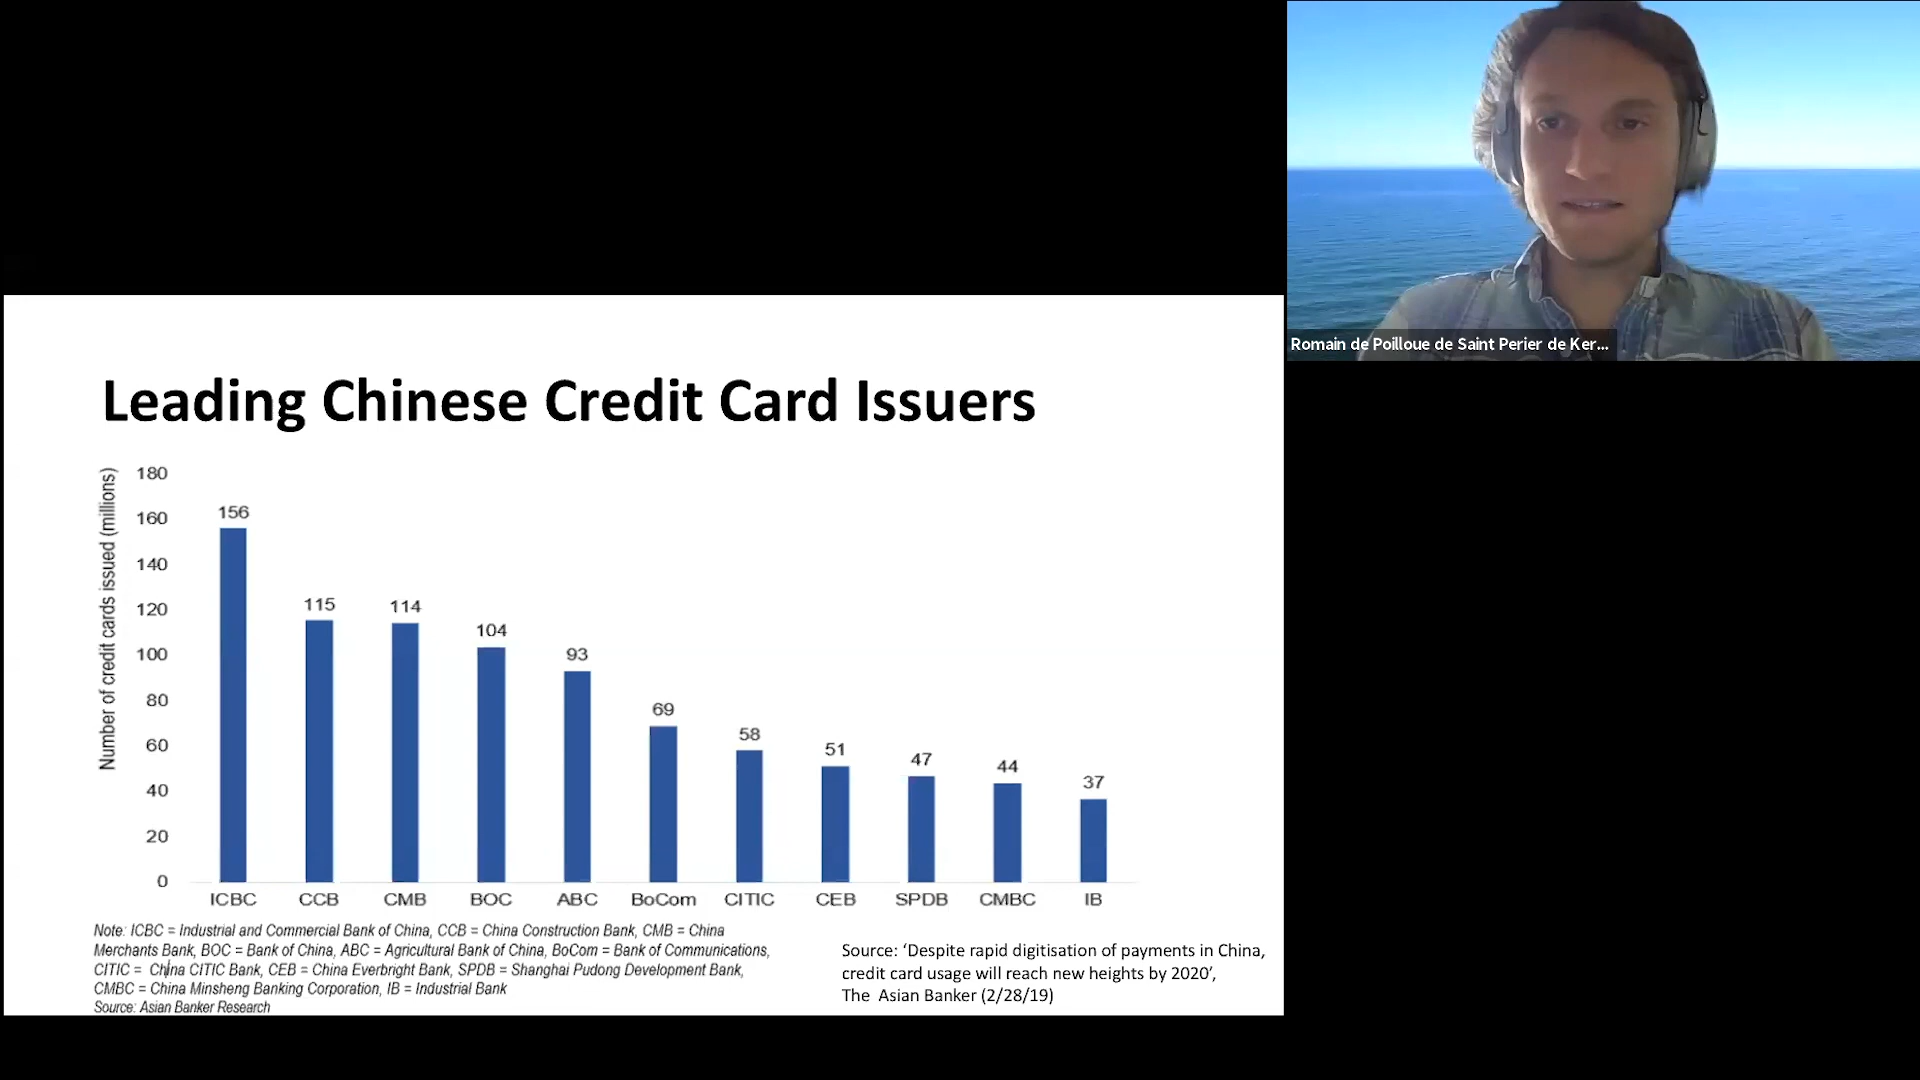 Romain de Poilloue de Saint Perier de Ker...
Leading Chinese Credit Card Issuers
Number of credit cards issued (millions)
180
160
140
120
100
80
60
40
20
0
156
115
114
104
93
69
58
51
47
44
37
ICBC CCB CMB BOC ABC BoCom CITIC CEB SPDB CMBC IB
Note: ICBC = Industrial and Commercial Bank of China, CCB = China Construction Bank, CMB = China
Merchants Bank, BOC = Bank of China, ABC = Agricultural Bank of China, BoCom = Bank of Communications,
CITIC = China CITIC Bank, CEB = China Everbright Bank, SPDB = Shanghai Pudong Development Bank,
CMBC = China Minsheng Banking Corporation, IB = Industrial Bank
Source: Asian Banker Research
Source: ‘Despite rapid digitisation of payments in China,
credit card usage will reach new heights by 2020’,
The Asian Banker (2/28/19)